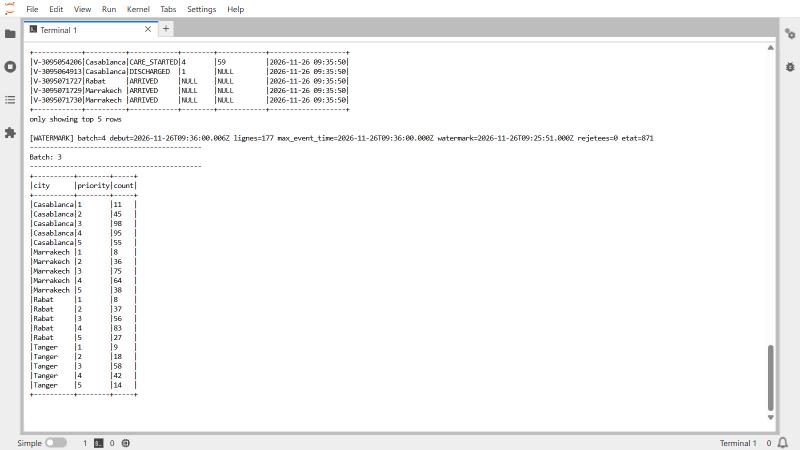 File Edit View Run Kernel Tabs Settings Help
Terminal 1
+----------+----------+------------+--------+----------+-------------------+
|V-3095054206|Casablanca|CARE_STARTED|4 |59 |2026-11-26 09:35:50|
|V-3095064913|Casablanca|DISCHARGED |1 |NULL |2026-11-26 09:35:50|
|V-3095071727|Rabat |ARRIVED |NULL |NULL |2026-11-26 09:35:50|
|V-3095071729|Marrakech |ARRIVED |NULL |NULL |2026-11-26 09:35:50|
|V-3095071730|Marrakech |ARRIVED |NULL |NULL |2026-11-26 09:35:50|
+----------+----------+------------+--------+----------+-------------------+
only showing top 5 rows
[WATERMARK] batch=4 debut=2026-11-26T09:36:00.006Z lignes=177 max_event_time=2026-11-26T09:36:00.000Z watermark=2026-11-26T09:25:51.000Z rejetees=0 etat=871
-------------------------------------------
Batch: 3
-------------------------------------------
+----------+--------+-----+
|city |priority|count|
+----------+--------+-----+
|Casablanca|1 |11 |
|Casablanca|2 |45 |
|Casablanca|3 |98 |
|Casablanca|4 |95 |
|Casablanca|5 |55 |
|Marrakech |1 |8 |
|Marrakech |2 |36 |
|Marrakech |3 |75 |
|Marrakech |4 |64 |
|Marrakech |5 |38 |
|Rabat |1 |8 |
|Rabat |2 |37 |
|Rabat |3 |56 |
|Rabat |4 |83 |
|Rabat |5 |27 |
|Tanger |1 |9 |
|Tanger |2 |18 |
|Tanger |3 |58 |
|Tanger |4 |42 |
|Tanger |5 |14 |
+----------+--------+-----+
Simple 1 0 Terminal 1 0